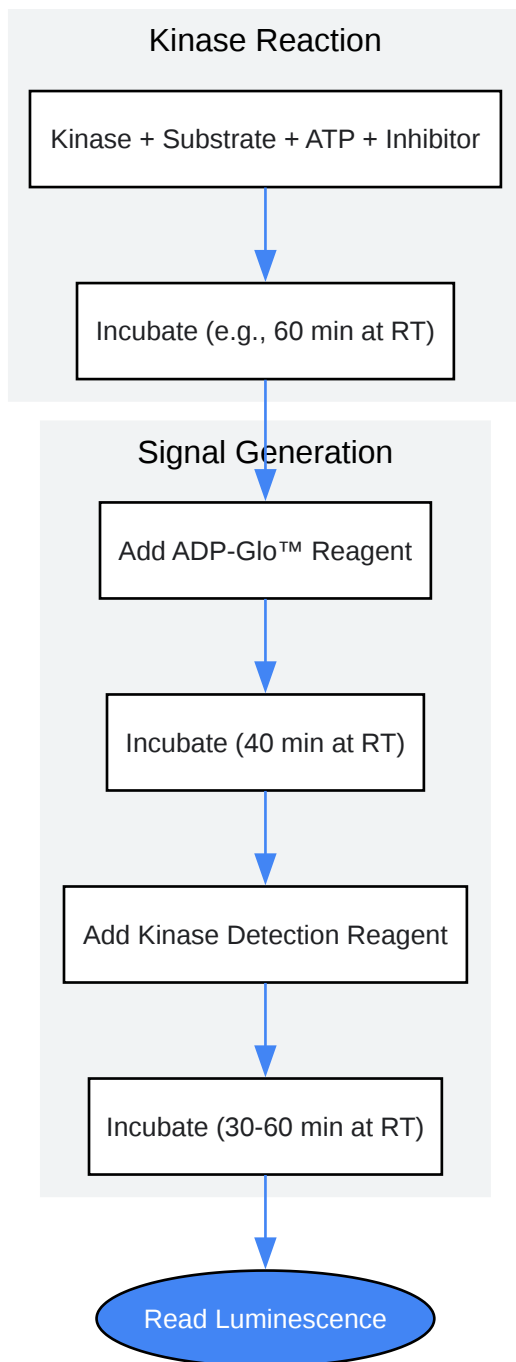 Kinase Reaction
Kinase + Substrate + ATP + Inhibitor
Incubate (e.g., 60 min at RT)
Signal Generation
Add ADP-Glo™ Reagent
Incubate (40 min at RT)
Add Kinase Detection Reagent
Incubate (30-60 min at RT)
Read Luminescence